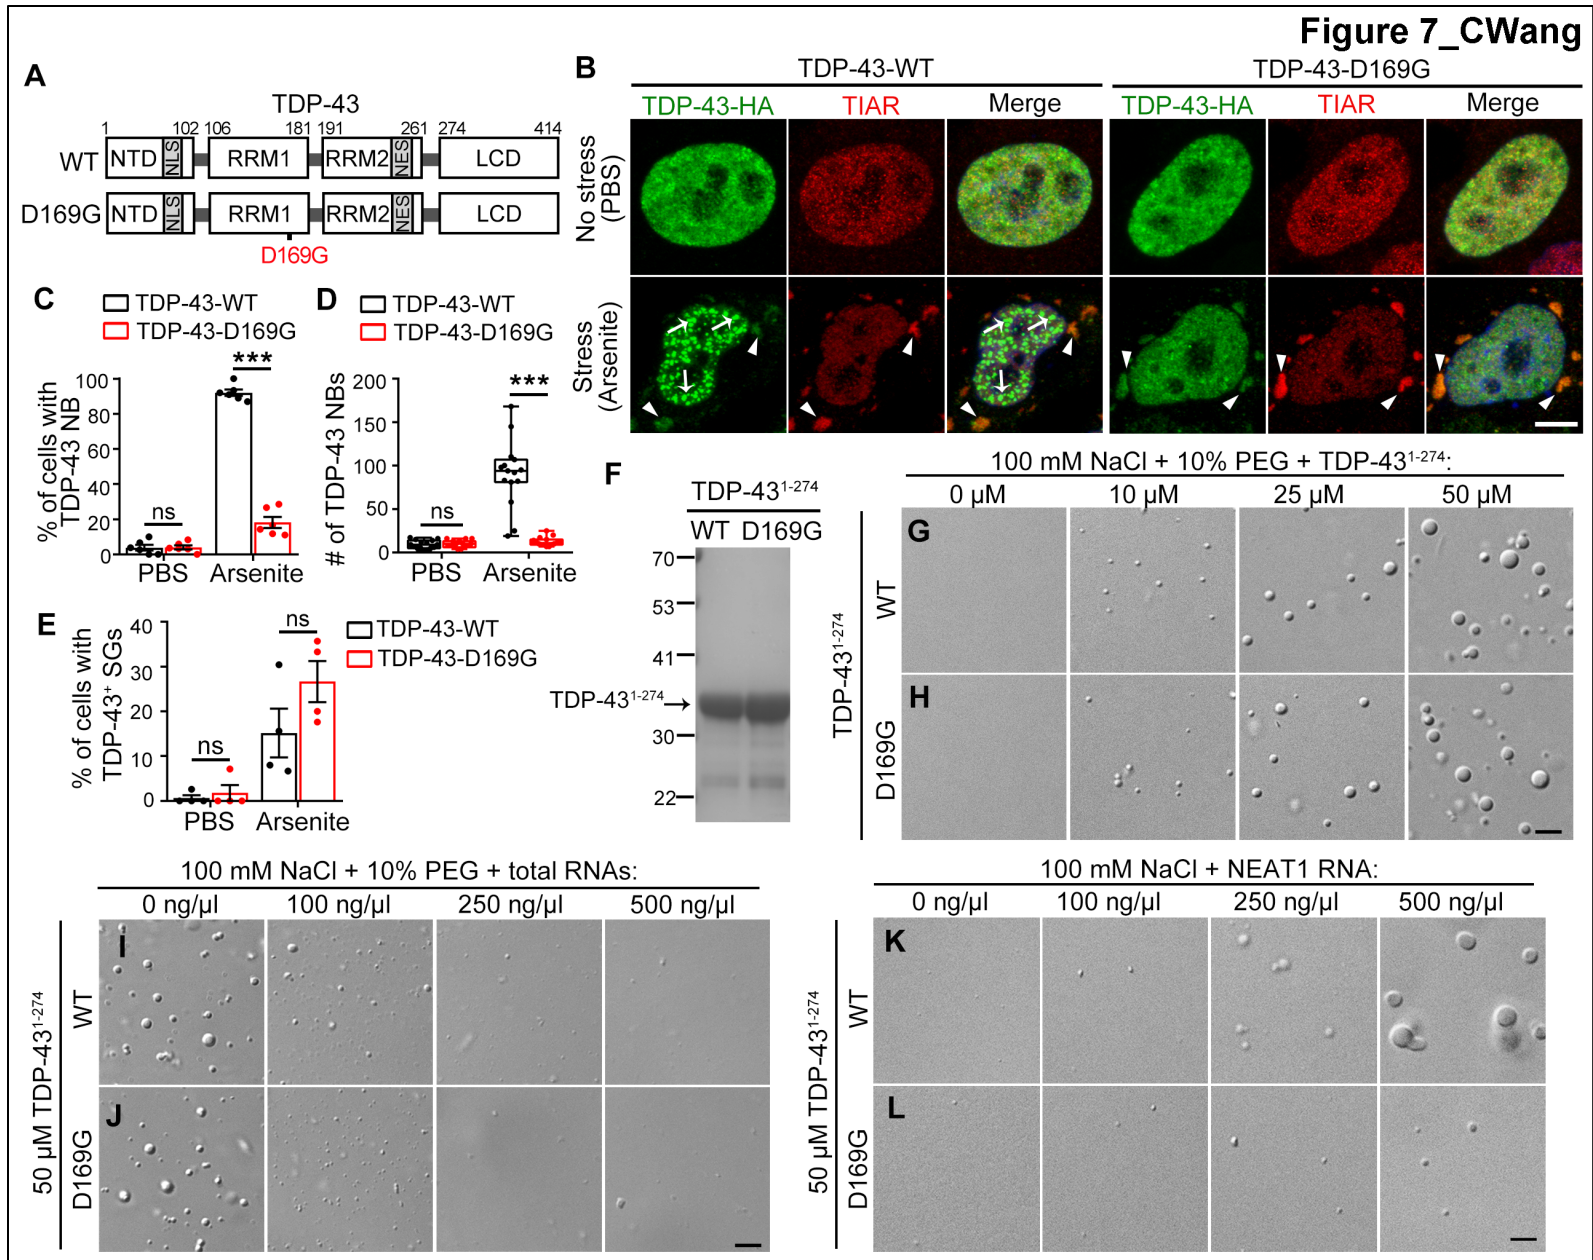 Figure 7_CWang
A
TDP-43
1 102 106 181 191 261 274 414
WT NTD NLS RRM1 RRM2 NES LCD
D169G NTD NLS RRM1 RRM2 NES LCD
D169G
B
TDP-43-WT TDP-43-D169G
TDP-43-HA TIAR Merge TDP-43-HA TIAR Merge
No stress
(PBS)
Stress
(Arsenite)
C
TDP-43-WT
TDP-43-D169G
% of cells with
TDP-43 NB
100
80
60
40
20
0
ns
***
PBS Arsenite
D
TDP-43-WT
TDP-43-D169G
# of TDP-43 NBs
200
150
100
50
0
ns
***
PBS Arsenite
E
TDP-43-WT
TDP-43-D169G
% of cells with
TDP-43⁺ SGs
40
30
20
10
0
ns
ns
PBS Arsenite
F
TDP-43¹⁻²⁷⁴
WT D169G
70
53
41
TDP-43¹⁻²⁷⁴
30
22
100 mM NaCl + 10% PEG + TDP-43¹⁻²⁷⁴:
0 µM 10 µM 25 µM 50 µM
TDP-43¹⁻²⁷⁴
G
WT
H
D169G
100 mM NaCl + 10% PEG + total RNAs:
0 ng/µl 100 ng/µl 250 ng/µl 500 ng/µl
50 µM TDP-43¹⁻²⁷⁴
I
WT
J
D169G
100 mM NaCl + NEAT1 RNA:
0 ng/µl 100 ng/µl 250 ng/µl 500 ng/µl
50 µM TDP-43¹⁻²⁷⁴
K
WT
L
D169G